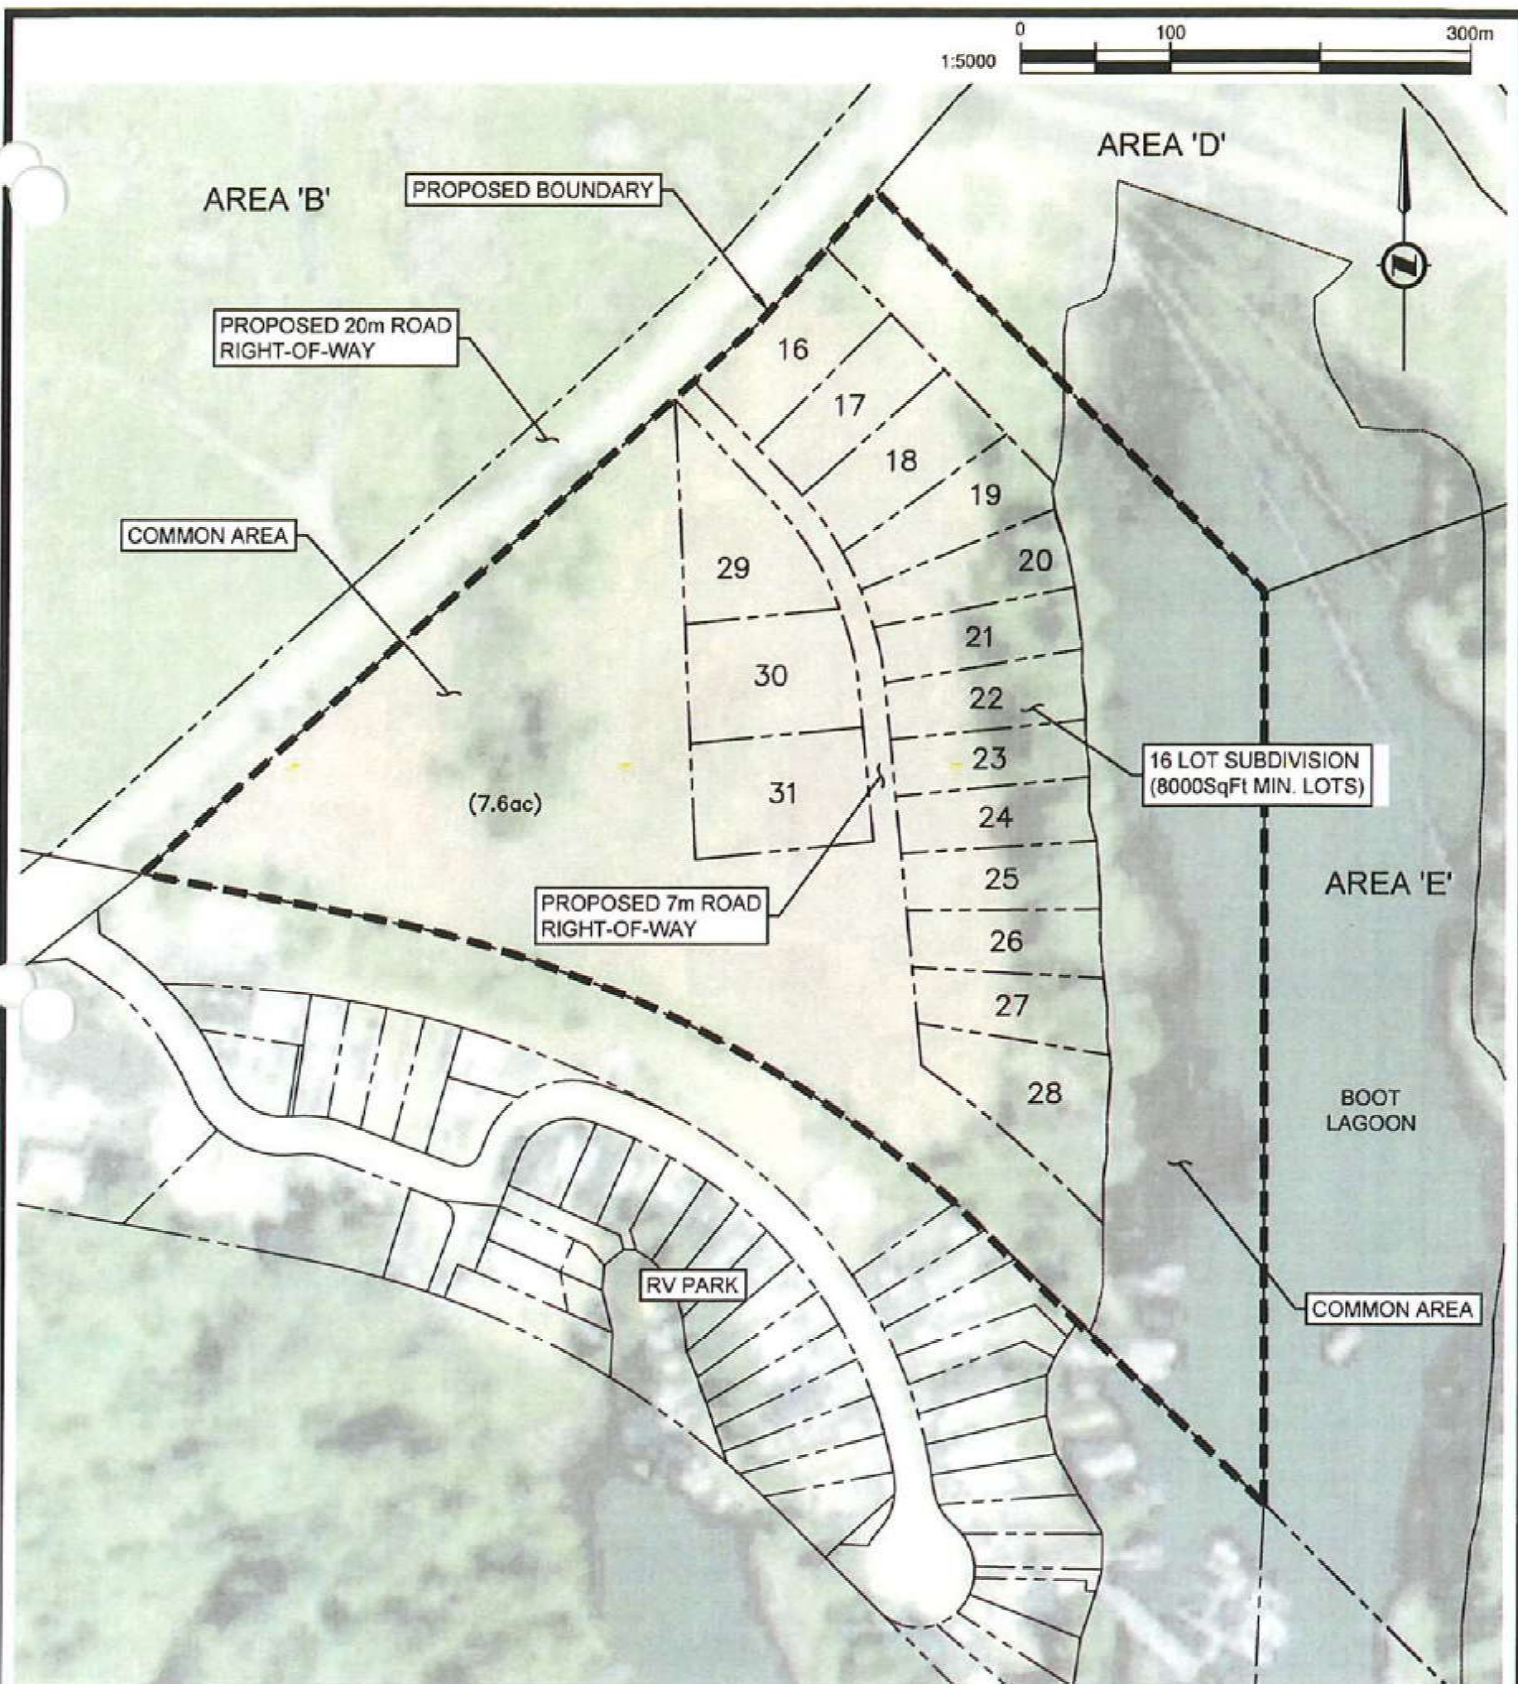 0 100 300m
1:5000
AREA 'D'
AREA 'B'
PROPOSED BOUNDARY
PROPOSED 20m ROAD
RIGHT-OF-WAY
COMMON AREA
16
17
18
19
20
21
22
23
24
25
26
27
28
29
30
31
(7.6ac)
16 LOT SUBDIVISION
(8000SqFt MIN. LOTS)
PROPOSED 7m ROAD
RIGHT-OF-WAY
AREA 'E'
BOOT
LAGOON
RV PARK
COMMON AREA